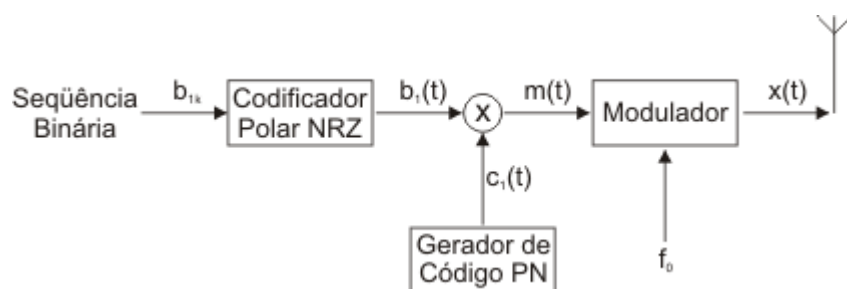 Seqüência
Binária
b₁ₖ
Codificador
Polar NRZ
b₁(t)
X
m(t)
Modulador
x(t)
c₁(t)
Gerador de
Código PN
f₀